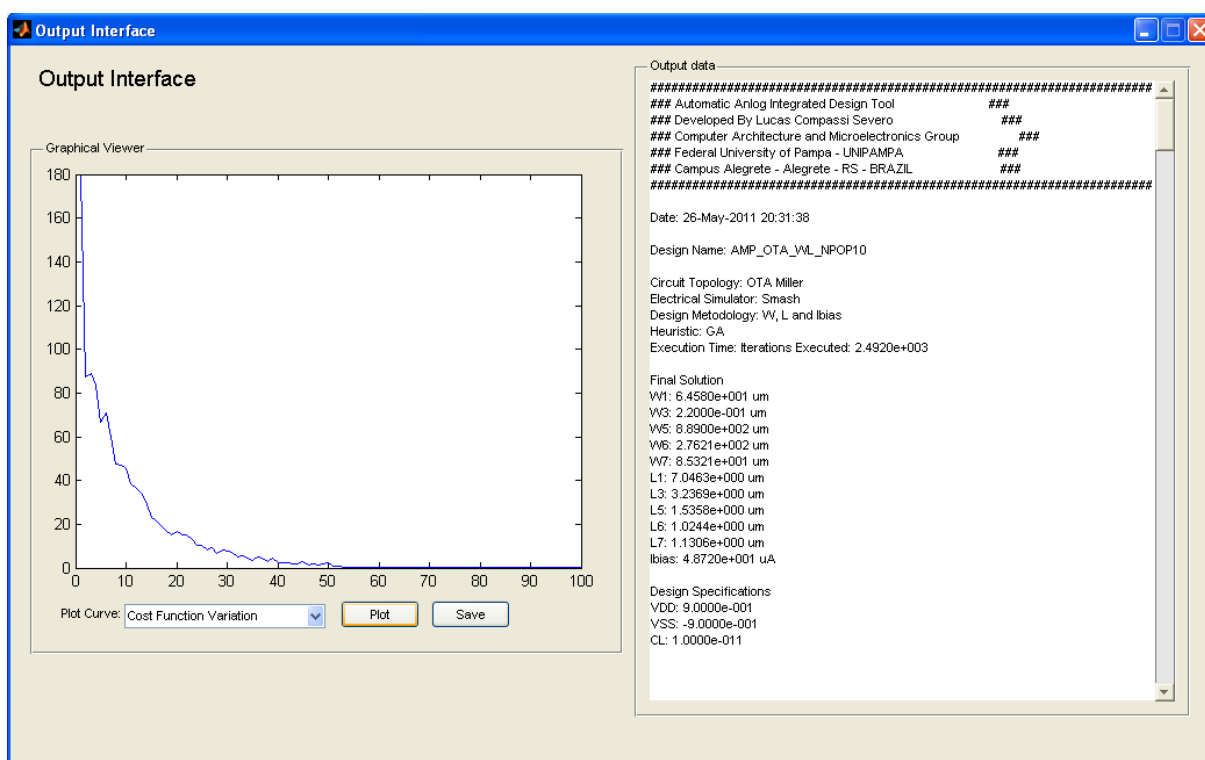 Output Interface
Output Interface
Graphical Viewer
180
160
140
120
100
80
60
40
20
0
0 10 20 30 40 50 60 70 80 90 100
Plot Curve: Cost Function Variation Plot Save
Output data
########################################################################
### Automatic Anlog Integrated Design Tool ###
### Developed By Lucas Compassi Severo ###
### Computer Architecture and Microelectronics Group ###
### Federal University of Pampa - UNIPAMPA ###
### Campus Alegrete - Alegrete - RS - BRAZIL ###
########################################################################
Date: 26-May-2011 20:31:38
Design Name: AMP_OTA_WL_NPOP10
Circuit Topology: OTA Miller
Electrical Simulator: Smash
Design Metodology: W, L and Ibias
Heuristic: GA
Execution Time: Iterations Executed: 2.4920e+003
Final Solution
W1: 6.4580e+001 um
W3: 2.2000e-001 um
W5: 8.8900e+002 um
W6: 2.7621e+002 um
W7: 8.5321e+001 um
L1: 7.0463e+000 um
L3: 3.2369e+000 um
L5: 1.5358e+000 um
L6: 1.0244e+000 um
L7: 1.1306e+000 um
Ibias: 4.8720e+001 uA
Design Specifications
VDD: 9.0000e-001
VSS: -9.0000e-001
CL: 1.0000e-011